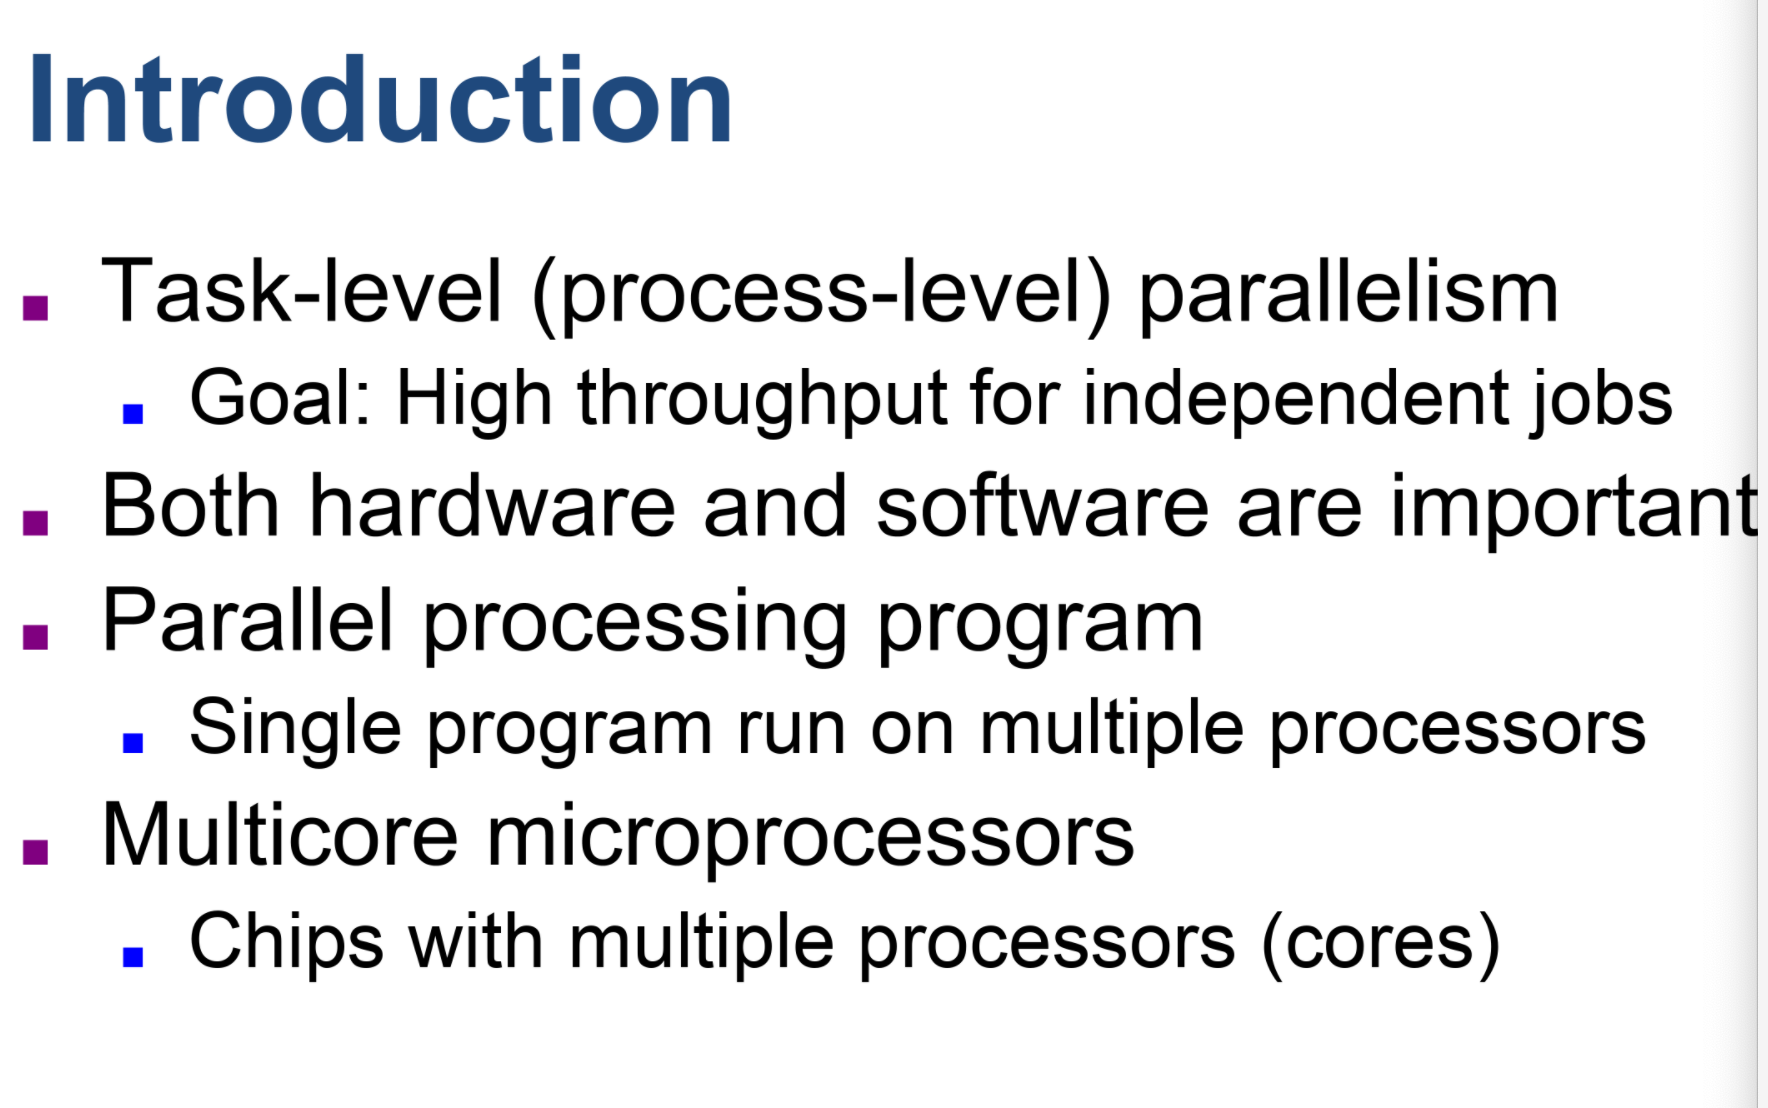 Introduction
Task-level (process-level) parallelism
Goal: High throughput for independent jobs
Both hardware and software are important
Parallel processing program
Single program run on multiple processors
Multicore microprocessors
Chips with multiple processors (cores)